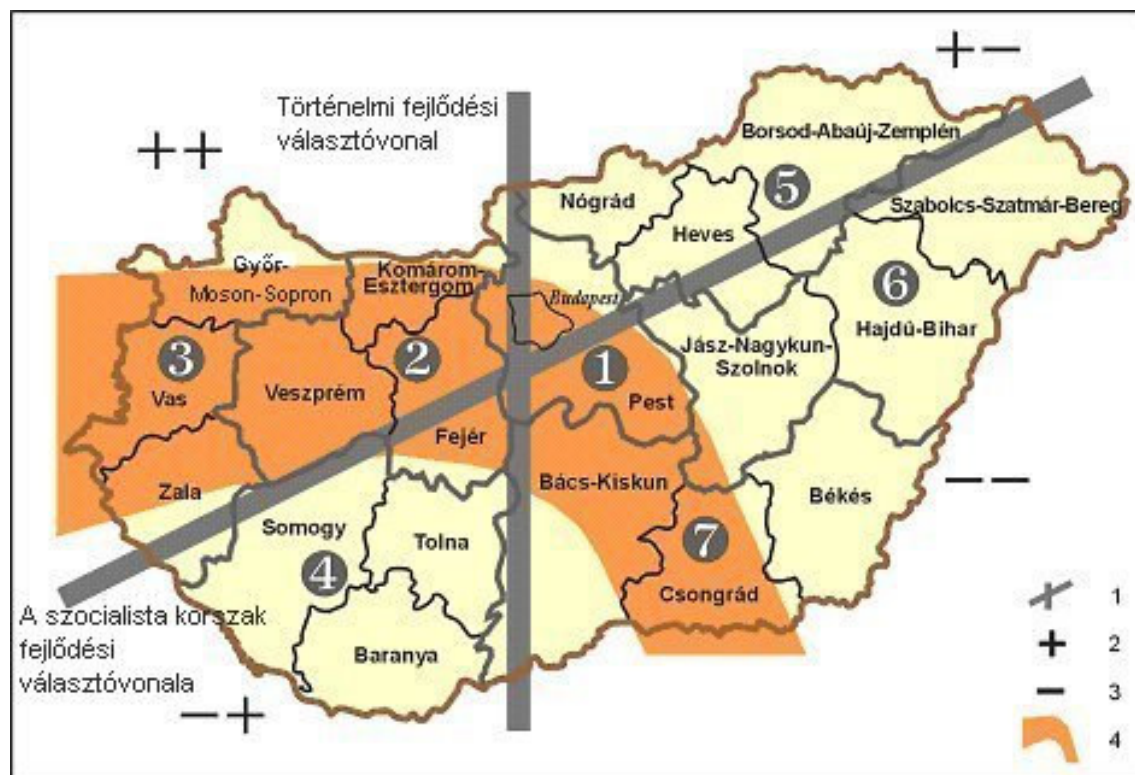 + −
Történelmi fejlődési
választóvonal
+ +
Borsod-Abaúj-Zemplén
5
Nógrád
Szabolcs-Szatmár-Bereg
Heves
Győr-
Moson-Sopron
Komárom-
Esztergom
Budapest
6
Hajdú-Bihar
3
2
1
Jász-Nagykun-
Szolnok
Vas
Veszprém
Pest
Fejér
Zala
Bács-Kiskun
Békés
− −
Somogy
Tolna
7
4
Csongrád
A szocialista korszak
fejlődési
választóvonala
Baranya
− +
1
+ 2
− 3
4